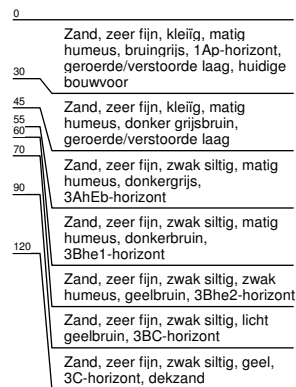 0
Zand, zeer fijn, kleiïg, matig
humeus, bruingrijs, 1Ap-horizont,
geroerde/verstoorde laag, huidige
bouwvoor
30
45
Zand, zeer fijn, kleiïg, matig
humeus, donker grijsbruin,
geroerde/verstoorde laag
55
60
70
Zand, zeer fijn, zwak siltig, matig
humeus, donkergrijs,
3AhEb-horizont
90
Zand, zeer fijn, zwak siltig, matig
humeus, donkerbruin,
3Bhe1-horizont
120
Zand, zeer fijn, zwak siltig, zwak
humeus, geelbruin, 3Bhe2-horizont
Zand, zeer fijn, zwak siltig, licht
geelbruin, 3BC-horizont
Zand, zeer fijn, zwak siltig, geel,
3C-horizont, dekzand